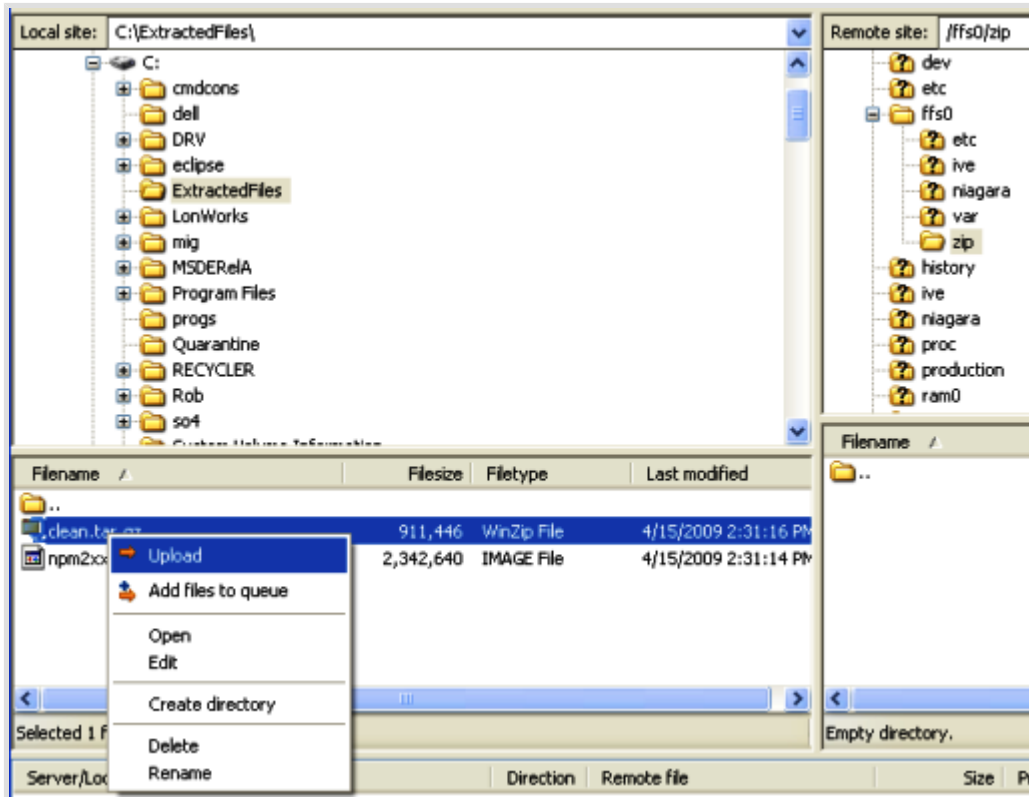 Local site: C:\ExtractedFiles\
C:
cmdcons
dell
DRV
eclipse
ExtractedFiles
LonWorks
mig
MSDERelA
Program Files
progs
Quarantine
RECYCLER
Rob
so4
System Volume Information
Filename Filesize Filetype Last modified
..
clean.tar.gz 911,446 WinZip File 4/15/2009 2:31:16 PM
npm2xx 2,342,640 IMAGE File 4/15/2009 2:31:14 PM
Upload
Add files to queue
Open
Edit
Create directory
Delete
Rename
Selected 1 f
Remote site: /ffs0/zip
dev
etc
ffs0
etc
ive
niagara
var
zip
history
ive
niagara
proc
production
ram0
Filename
..
Empty directory.
Server/Loc Direction Remote file Size P